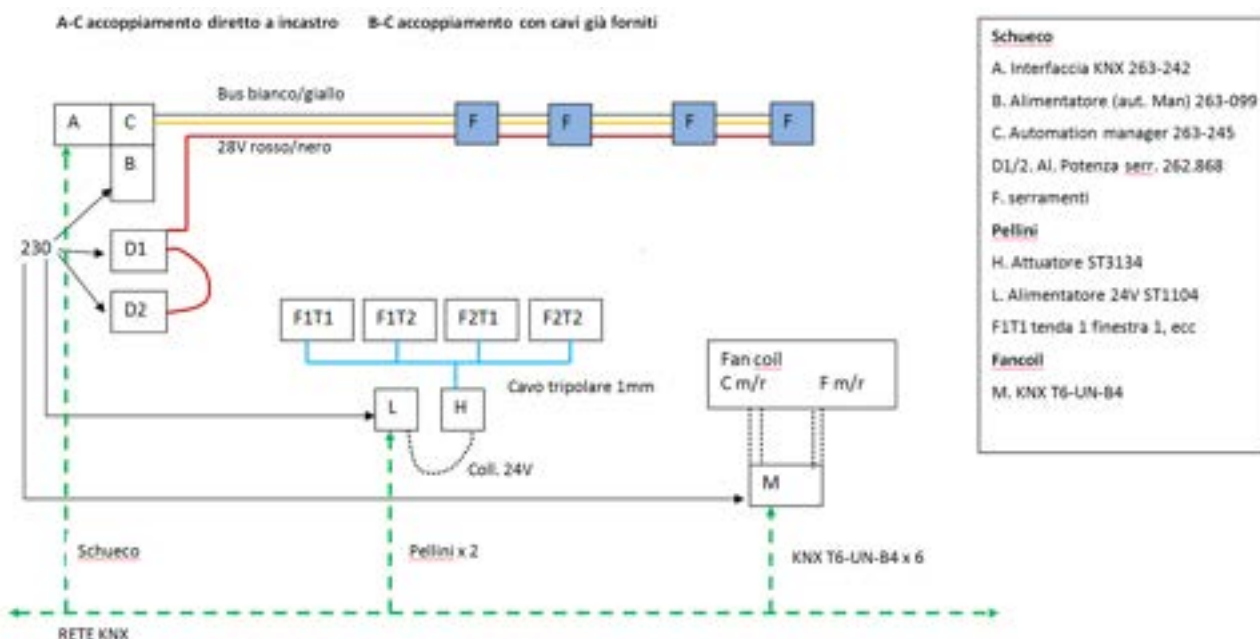 A-C accoppiamento diretto a incastro B-C accoppiamento con cavi già forniti
Bus bianco/giallo
A
C
B
F
F
F
F
28V rosso/nero
230
D1
D2
F1T1
F1T2
F2T1
F2T2
Cavo tripolare 1mm
L
H
Coll. 24V
Fan coil
C m/r F m/r
M
Schueco
Pellini x 2
KNX T6-UN-B4 x 6
RETE KNX
Schueco
A. Interfaccia KNX 263-242
B. Alimentatore (aut. Man) 263-099
C. Automation manager 263-245
D1/2. Al. Potenza serr. 262.868
F. serramenti
Pellini
H. Attuatore ST3134
L. Alimentatore 24V ST1104
F1T1 tenda 1 finestra 1, ecc
Fancoil
M. KNX T6-UN-B4